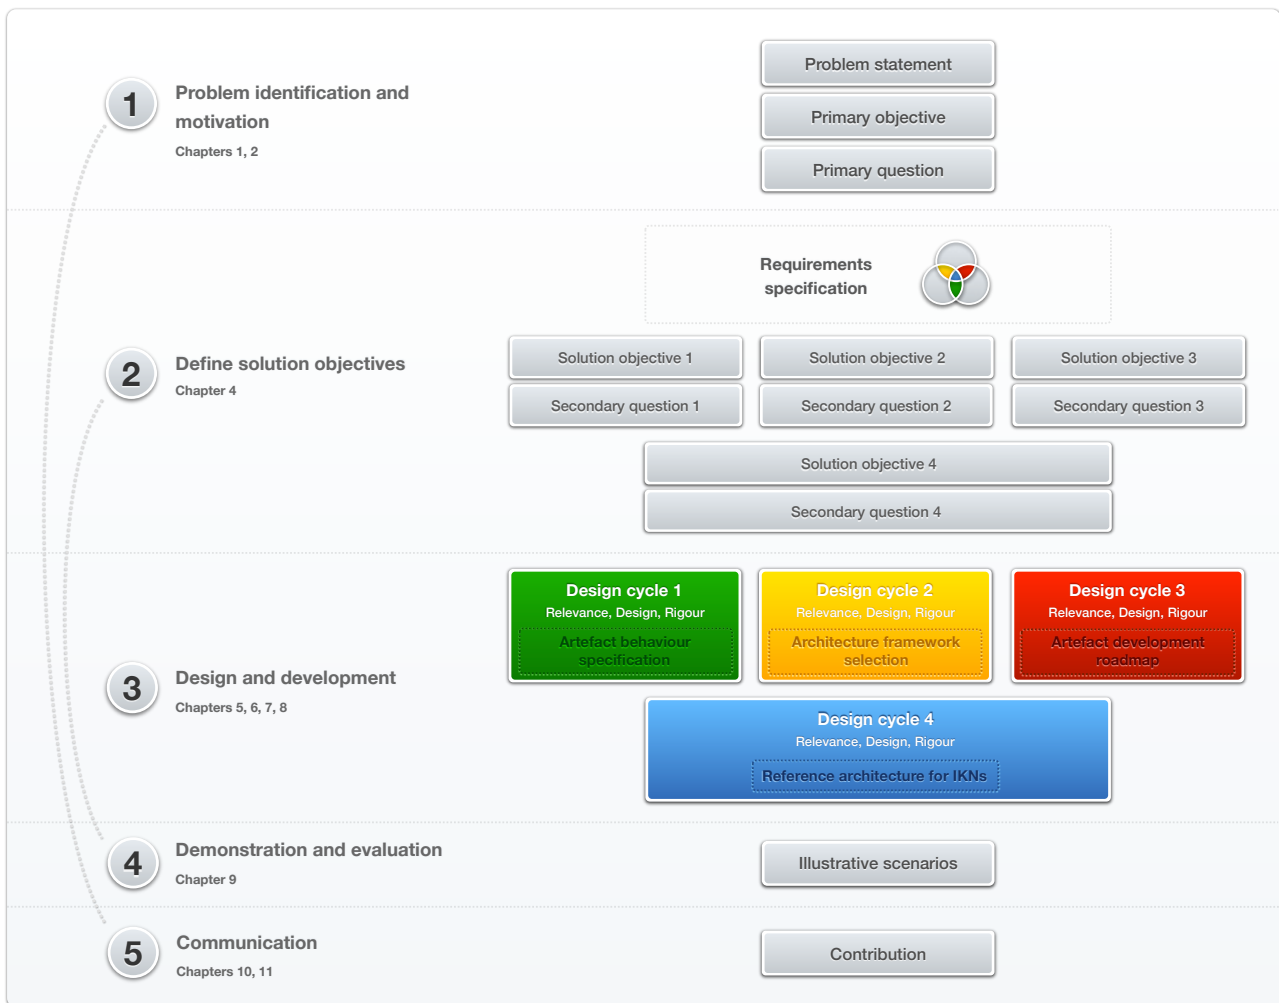 1
Problem identification and
motivation
Chapters 1, 2
Problem statement
Primary objective
Primary question
2
Define solution objectives
Chapter 4
Requirements
specification
Solution objective 1
Solution objective 2
Solution objective 3
Secondary question 1
Secondary question 2
Secondary question 3
Solution objective 4
Secondary question 4
3
Design and development
Chapters 5, 6, 7, 8
Design cycle 1
Relevance, Design, Rigour
Artefact behaviour
specification
Design cycle 2
Relevance, Design, Rigour
Architecture framework
selection
Design cycle 3
Relevance, Design, Rigour
Artefact development
roadmap
Design cycle 4
Relevance, Design, Rigour
Reference architecture for IKNs
4
Demonstration and evaluation
Chapter 9
Illustrative scenarios
5
Communication
Chapters 10, 11
Contribution